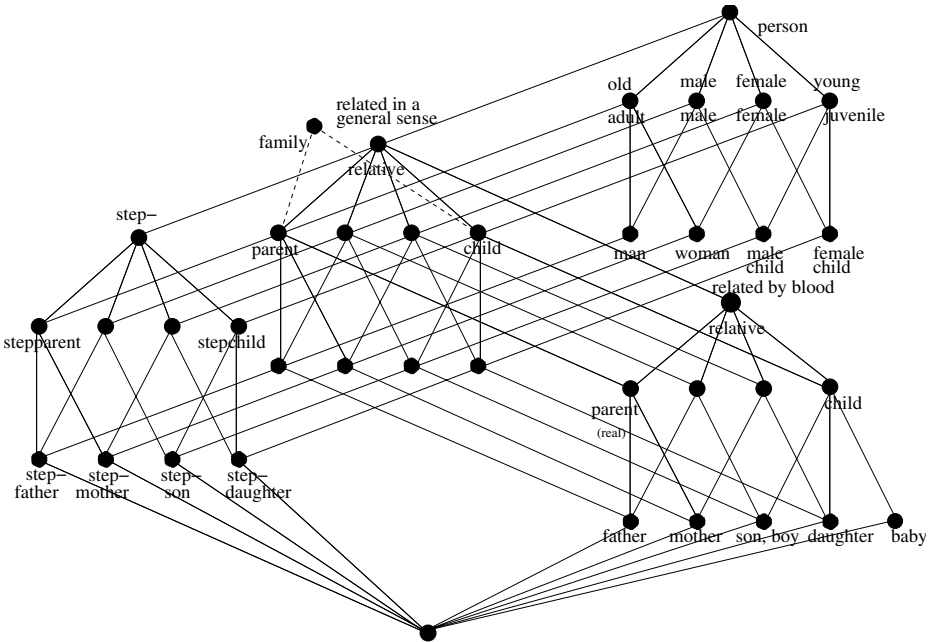 person
old
male
female
young
adult
male
female
juvenile
related in a
general sense
family
relative
step–
parent
child
man
woman
male
child
female
child
related by blood
relative
stepparent
stepchild
parent
(real)
child
step–
father
step–
mother
step–
son
step–
daughter
father
mother
son, boy
daughter
baby